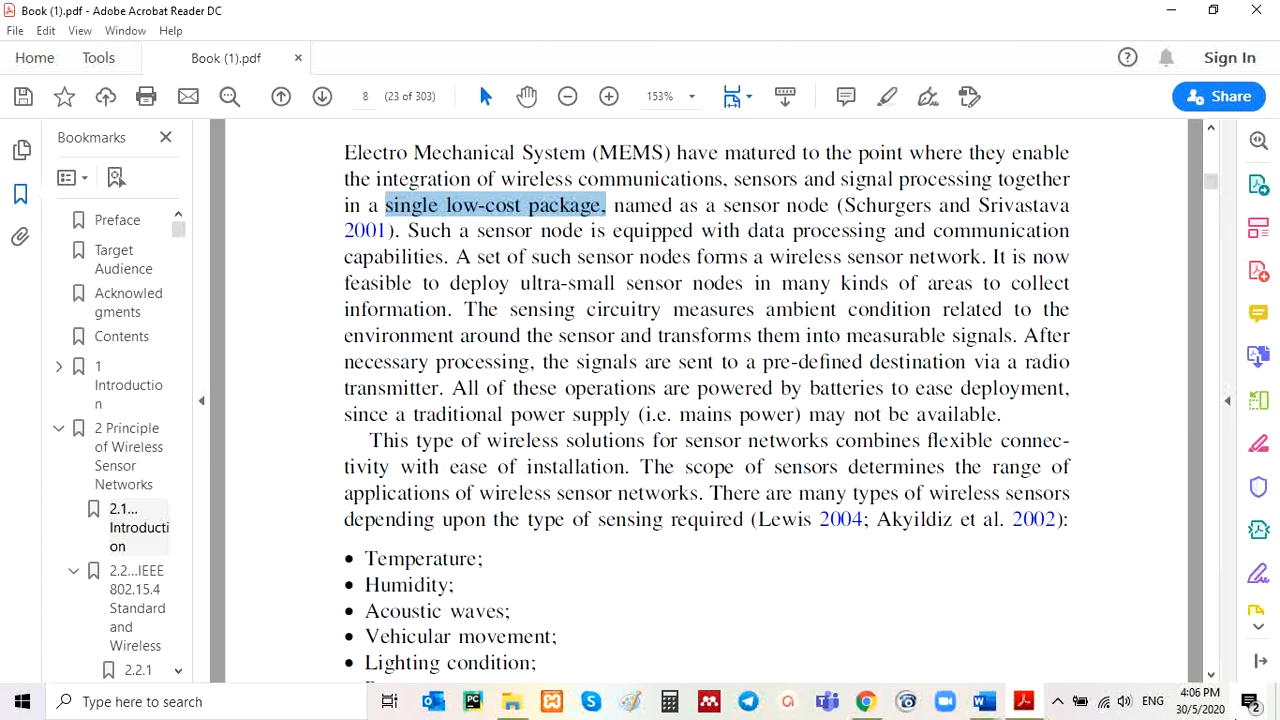 Book (1).pdf - Adobe Acrobat Reader DC
File Edit View Window Help
Home Tools Book (1).pdf × Sign In
8 (23 of 303) 153% Share
Bookmarks
Preface
Target
Audience
Acknowled
gments
Contents
1
Introductio
n
2 Principle
of Wireless
Sensor
Networks
2.1...
Introducti
on
2.2...IEEE
802.15.4
Standard
and
Wireless
2.2.1
Electro Mechanical System (MEMS) have matured to the point where they enable
the integration of wireless communications, sensors and signal processing together
in a single low-cost package, named as a sensor node (Schurgers and Srivastava
2001). Such a sensor node is equipped with data processing and communication
capabilities. A set of such sensor nodes forms a wireless sensor network. It is now
feasible to deploy ultra-small sensor nodes in many kinds of areas to collect
information. The sensing circuitry measures ambient condition related to the
environment around the sensor and transforms them into measurable signals. After
necessary processing, the signals are sent to a pre-defined destination via a radio
transmitter. All of these operations are powered by batteries to ease deployment,
since a traditional power supply (i.e. mains power) may not be available.
This type of wireless solutions for sensor networks combines flexible connec-
tivity with ease of installation. The scope of sensors determines the range of
applications of wireless sensor networks. There are many types of wireless sensors
depending upon the type of sensing required (Lewis 2004; Akyildiz et al. 2002):
• Temperature;
• Humidity;
• Acoustic waves;
• Vehicular movement;
• Lighting condition;
Type here to search
ENG
4:06 PM
30/5/2020
2